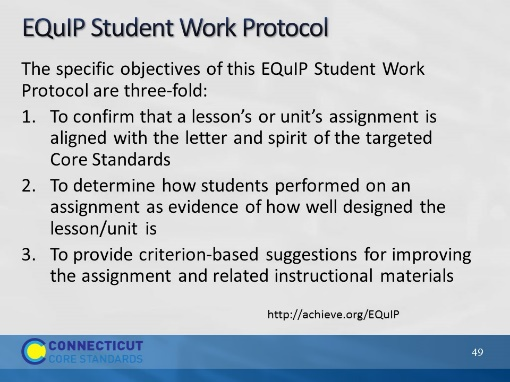 EQuIP Student Work Protocol
The specific objectives of this EQuIP Student Work
Protocol are three-fold:
1. To confirm that a lesson's or unit's assignment is
aligned with the letter and spirit of the targeted
Core Standards
2. To determine how students performed on an
assignment as evidence of how well designed the
lesson/unit is
3. To provide criterion-based suggestions for improving
the assignment and related instructional materials
http://achieve.org/EQuIP
CONNECTICUT
CORE STANDARDS
49